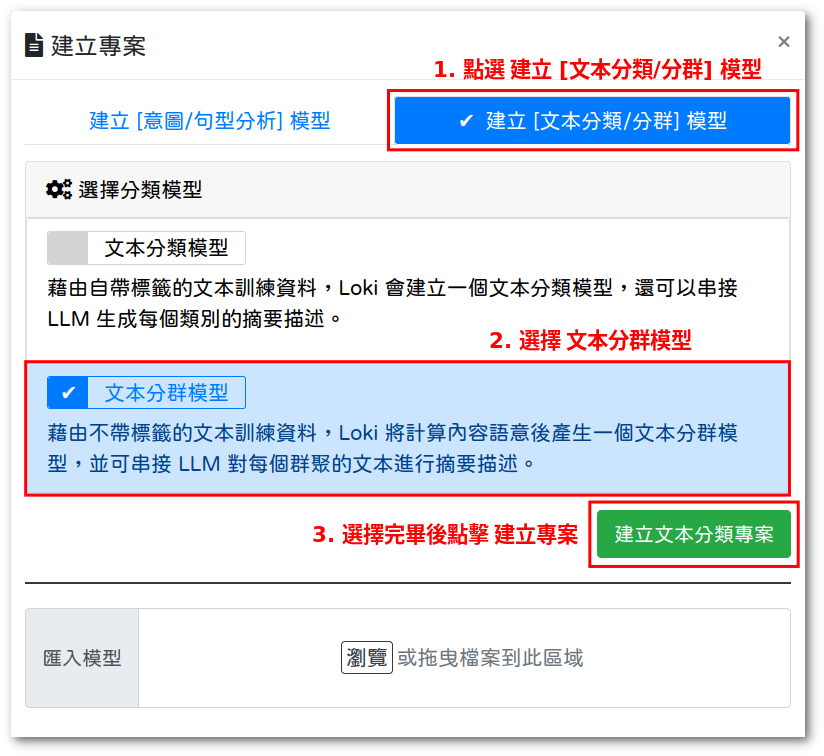 建立專案
×
1. 點選 建立 [文本分類/分群] 模型
建立 [意圖/句型分析] 模型
✔ 建立 [文本分類/分群] 模型
選擇分類模型
文本分類模型
藉由自帶標籤的文本訓練資料，Loki 會建立一個文本分類模型，還可以串接
LLM 生成每個類別的摘要描述。
2. 選擇 文本分群模型
✔ 文本分群模型
藉由不帶標籤的文本訓練資料，Loki 將計算內容語意後產生一個文本分群模
型，並可串接 LLM 對每個群聚的文本進行摘要描述。
3. 選擇完畢後點擊 建立專案
建立文本分類專案
匯入模型
瀏覽 或拖曳檔案到此區域